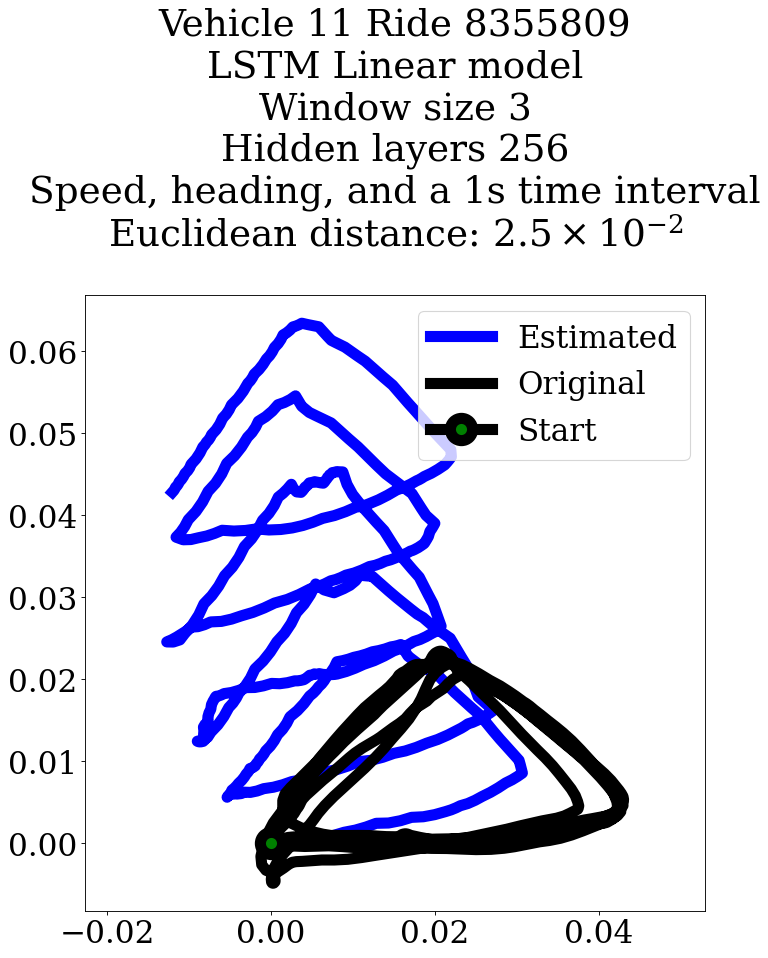 Vehicle 11 Ride 8355809
LSTM Linear model
Window size 3
Hidden layers 256
Speed, heading, and a 1s time interval
Euclidean distance: 2.5 × 10⁻²
Estimated
Original
Start
0.06
0.05
0.04
0.03
0.02
0.01
0.00
−0.02 0.00 0.02 0.04